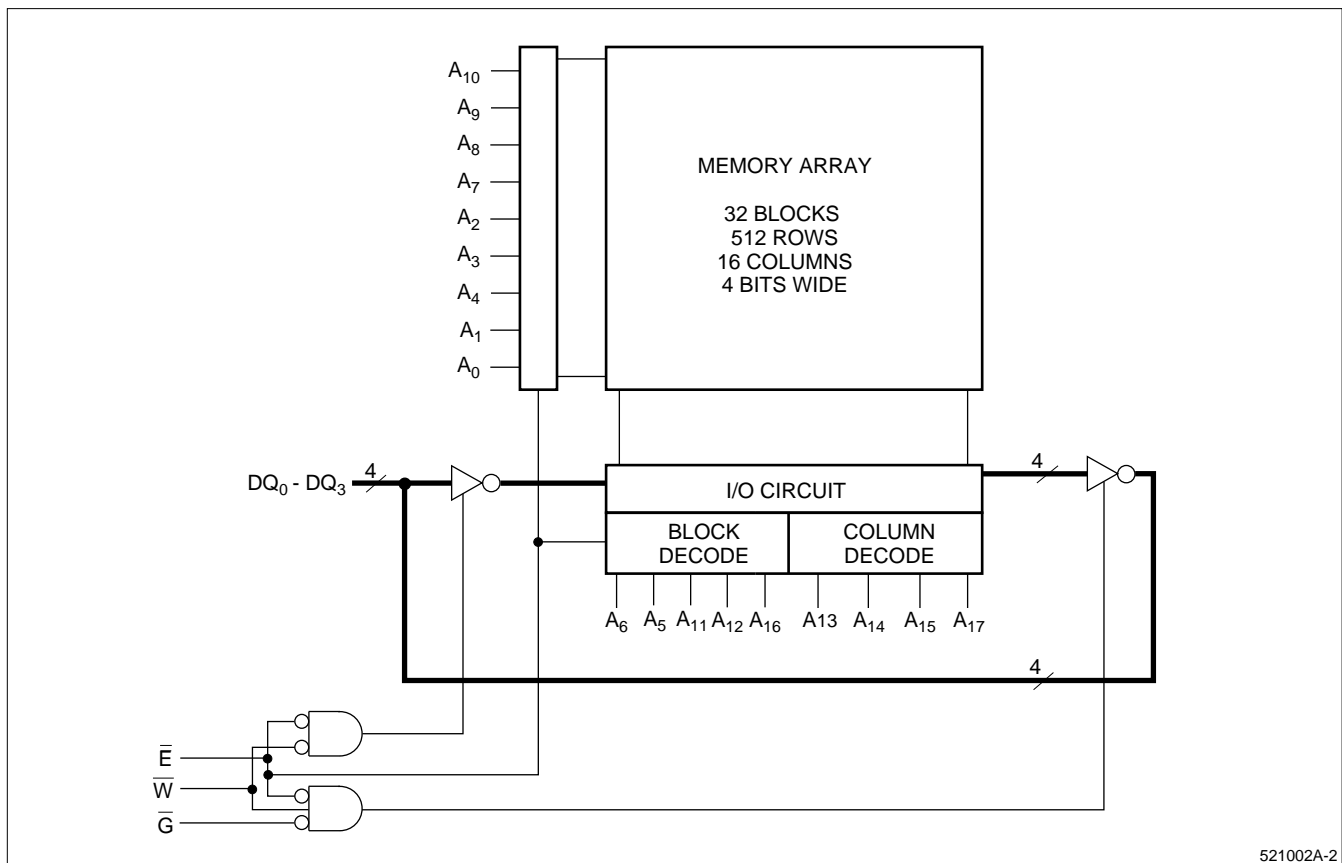 A10
A9
A8
A7
A2
A3
A4
A1
A0
MEMORY ARRAY
32 BLOCKS
512 ROWS
16 COLUMNS
4 BITS WIDE
DQ0 - DQ3
4
I/O CIRCUIT
4
BLOCK
DECODE
COLUMN
DECODE
A6 A5 A11 A12 A16 A13 A14 A15 A17
4
E̅
W̅
G̅
521002A-2